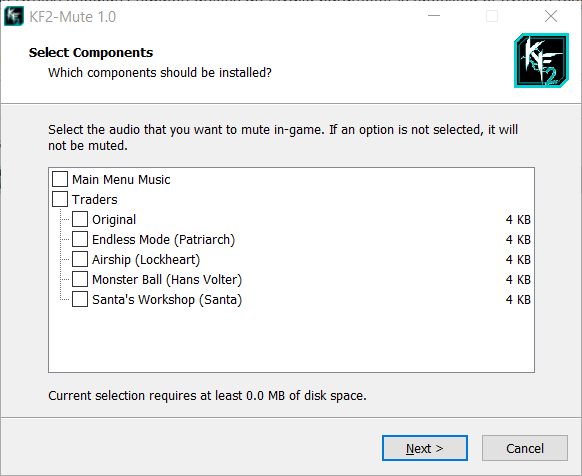 KF2-Mute 1.0
Select Components
Which components should be installed?
KF2
Select the audio that you want to mute in-game. If an option is not selected, it will
not be muted.
Main Menu Music
Traders
Original 4 KB
Endless Mode (Patriarch) 4 KB
Airship (Lockheart) 4 KB
Monster Ball (Hans Volter) 4 KB
Santa's Workshop (Santa) 4 KB
Current selection requires at least 0.0 MB of disk space.
Next >
Cancel